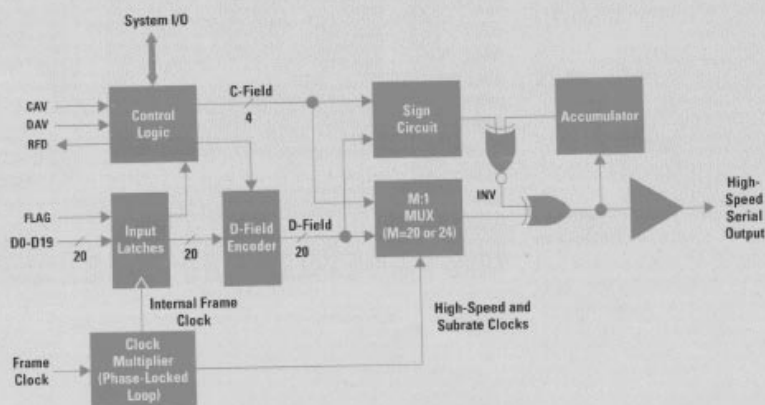 System I/O
CAV
DAV
RFD
Control
Logic
C-Field
4
Sign
Circuit
Accumulator
INV
FLAG
D0-D19
20
Input
Latches
20
D-Field
Encoder
D-Field
20
M:1
MUX
(M=20 or 24)
High-
Speed
Serial
Output
Internal Frame
Clock
High-Speed and
Subrate Clocks
Frame
Clock
Clock
Multiplier
(Phase-Locked
Loop)